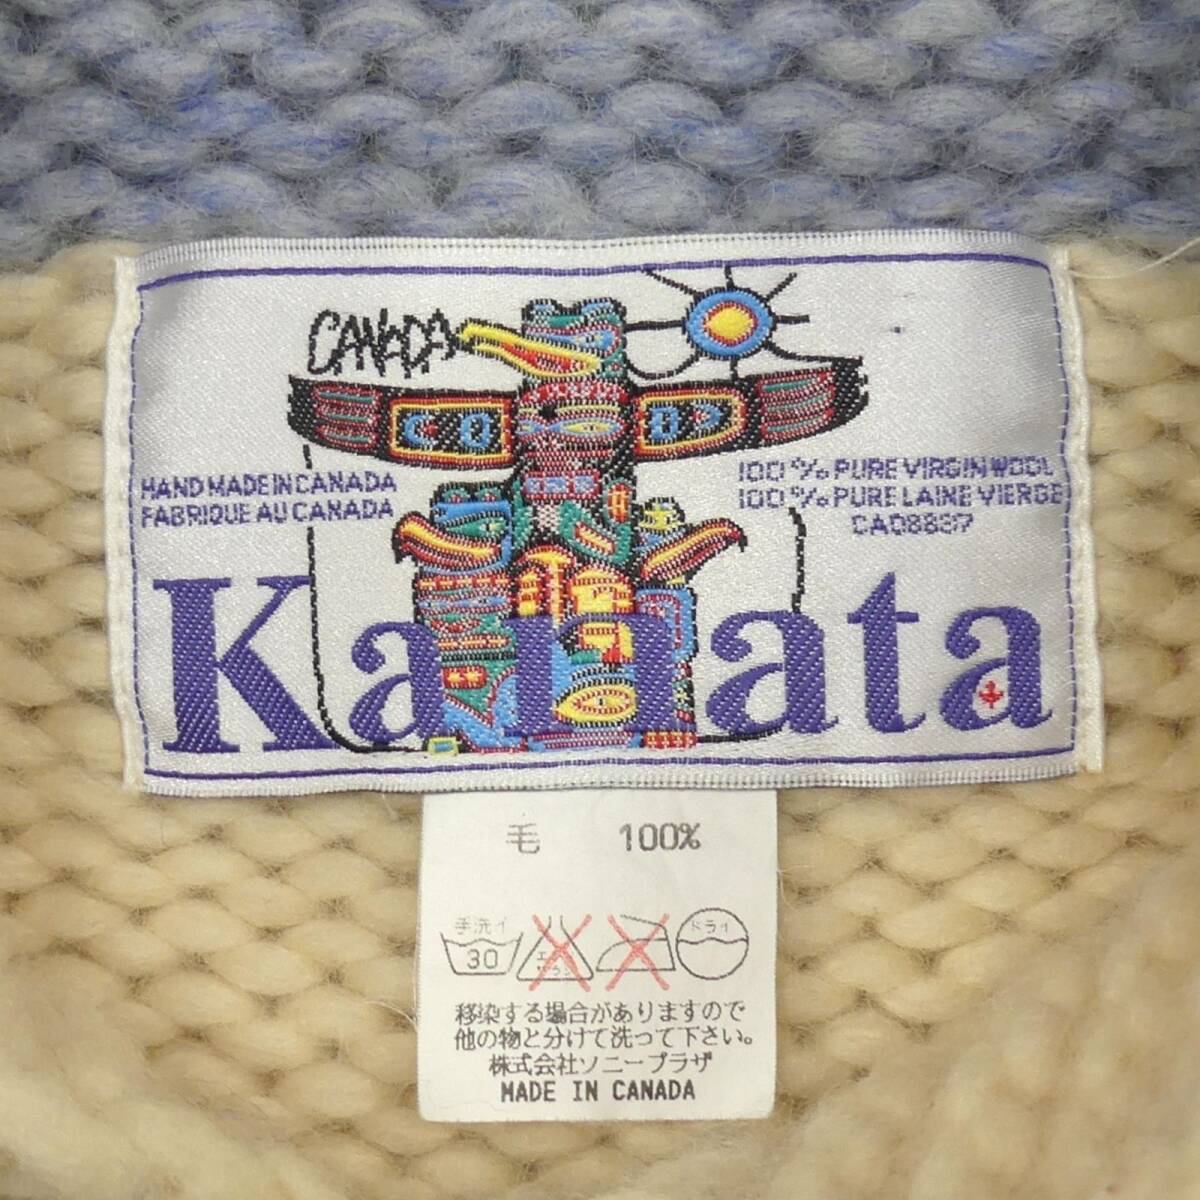 CANADA
HAND MADE IN CANADA
FABRIQUE AU CANADA
100% PURE VIRGIN WOOL
100% PURE LAINE VIERGE
CA08837
Kanata
毛 100%
手洗イ
30
エンソ
ドライ
移染する場合がありますので
他の物と分けて洗って下さい。
株式会社ソニープラザ
MADE IN CANADA